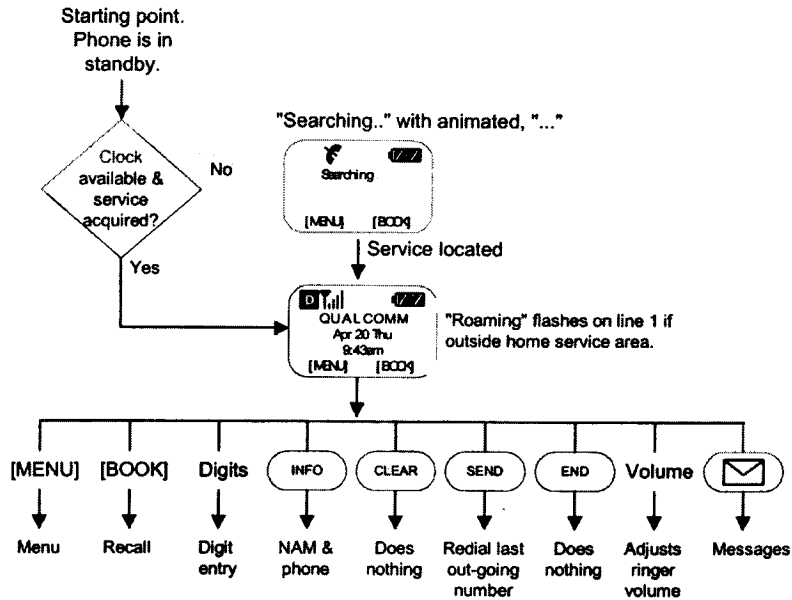 Starting point.
Phone is in
standby.
"Searching.." with animated, "..."
Clock
available &
service
acquired?
No
Searching
[MENU] [BOOK]
Service located
Yes
D
QUALCOMM
Apr 20 Thu
9:43am
[MENU] [BOOK]
"Roaming" flashes on line 1 if
outside home service area.
[MENU] [BOOK] Digits INFO CLEAR SEND END Volume
Menu Recall Digit NAM & Does Redial last Does Adjusts Messages
entry phone nothing out-going nothing ringer
number volume